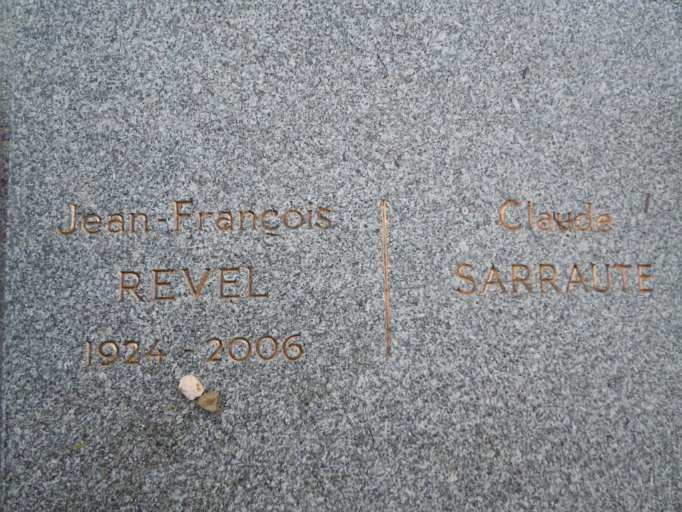 Jean-François
REVEL
1924 - 2006
Claude
SARRAUTE